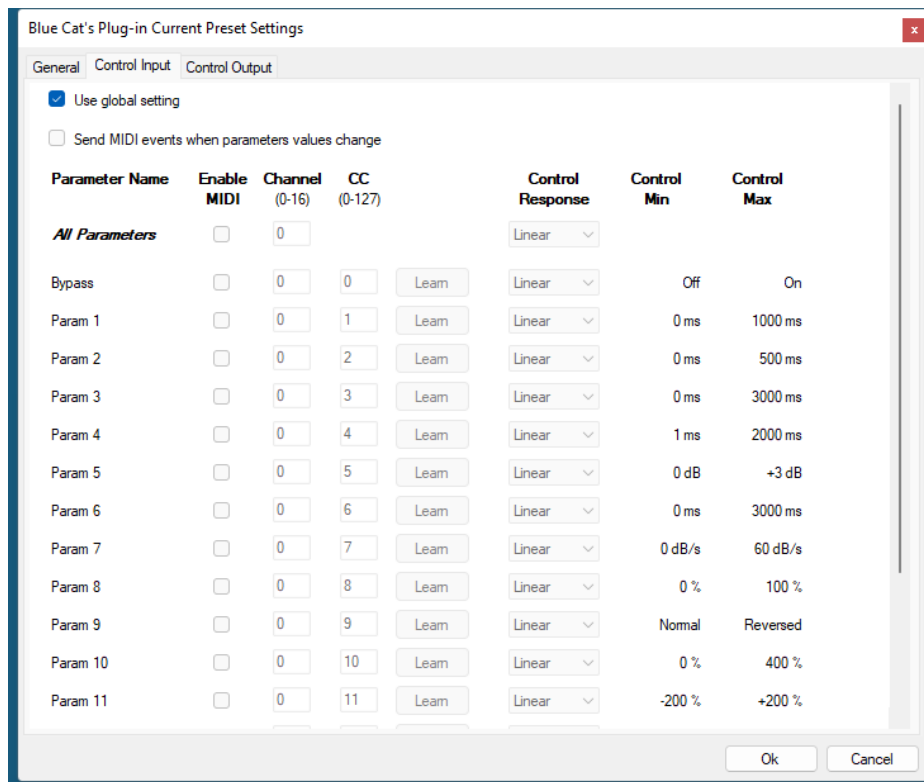 Blue Cat's Plug-in Current Preset Settings
x
General Control Input Control Output
Use global setting
Send MIDI events when parameters values change
Parameter Name Enable MIDI Channel (0-16) CC (0-127) Control Response Control Min Control Max
All Parameters 0 Linear
Bypass 0 0 Learn Linear Off On
Param 1 0 1 Learn Linear 0 ms 1000 ms
Param 2 0 2 Learn Linear 0 ms 500 ms
Param 3 0 3 Learn Linear 0 ms 3000 ms
Param 4 0 4 Learn Linear 1 ms 2000 ms
Param 5 0 5 Learn Linear 0 dB +3 dB
Param 6 0 6 Learn Linear 0 ms 3000 ms
Param 7 0 7 Learn Linear 0 dB/s 60 dB/s
Param 8 0 8 Learn Linear 0 % 100 %
Param 9 0 9 Learn Linear Normal Reversed
Param 10 0 10 Learn Linear 0 % 400 %
Param 11 0 11 Learn Linear -200 % +200 %
Ok Cancel